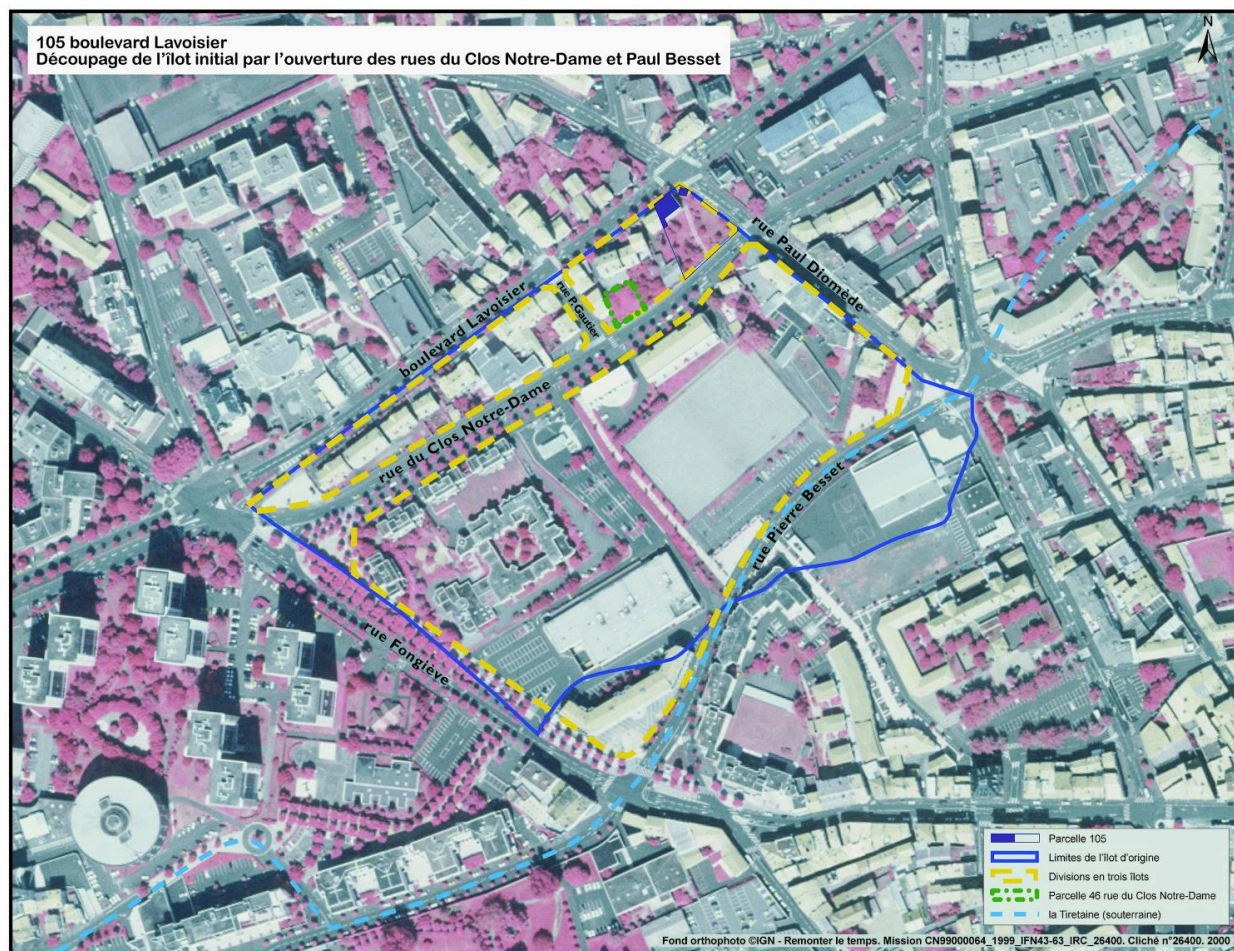 105 boulevard Lavoisier
Découpage de l'îlot initial par l'ouverture des rues du Clos Notre-Dame et Paul Besset
N
rue Paul Diomède
boulevard Lavoisier
rue P. Gautier
rue du Clos Notre-Dame
rue Pierre Besset
rue Fongiève
Parcelle 105
Limites de l'îlot d'origine
Divisions en trois îlots
Parcelle 46 rue du Clos Notre-Dame
la Tiretaine (souterraine)
Fond orthophoto ©IGN - Remonter le temps. Mission CN99000064_1999_IFN43-63_IRC_26400. Cliché n°26400. 2000